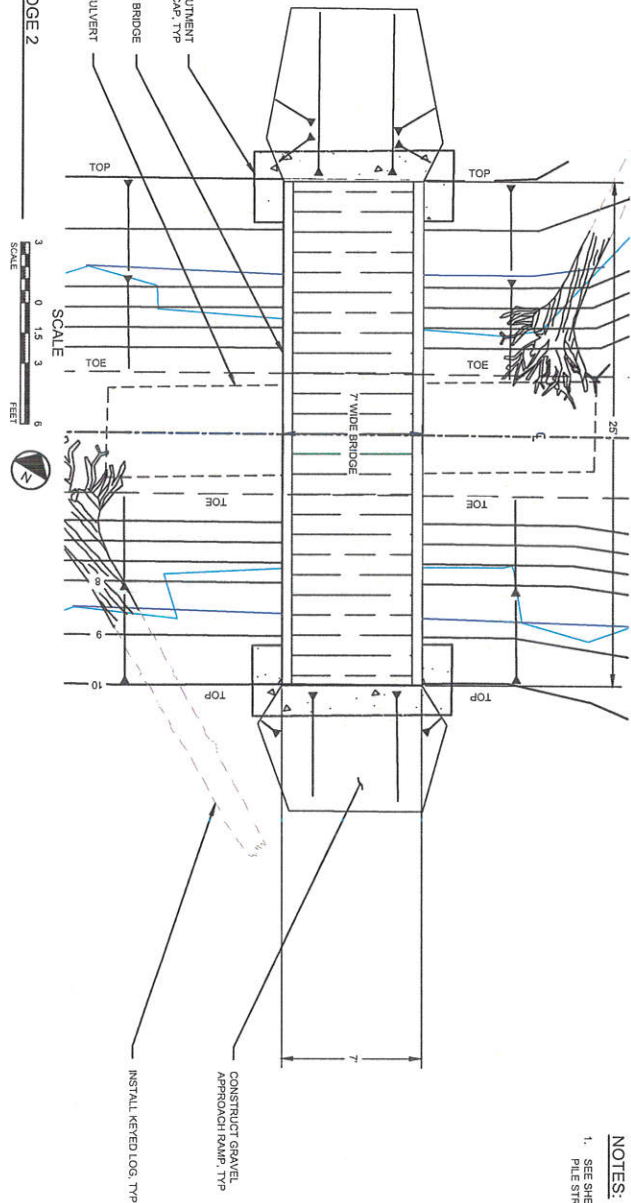 NOTES:
1. SEE SHE
PILE STR
25'
TOP
TOP
TOE
TOE
℄
7' WIDE BRIDGE
TOE
TOE
8
9
10
TOP
TOP
7'
UTMENT
CAP, TYP
BRIDGE
ULVERT
CONSTRUCT GRAVEL
APPROACH RAMP, TYP
INSTALL KEYED LOG, TYP
DGE 2
SCALE
3 0 1.5 3 6
SCALE FEET
N